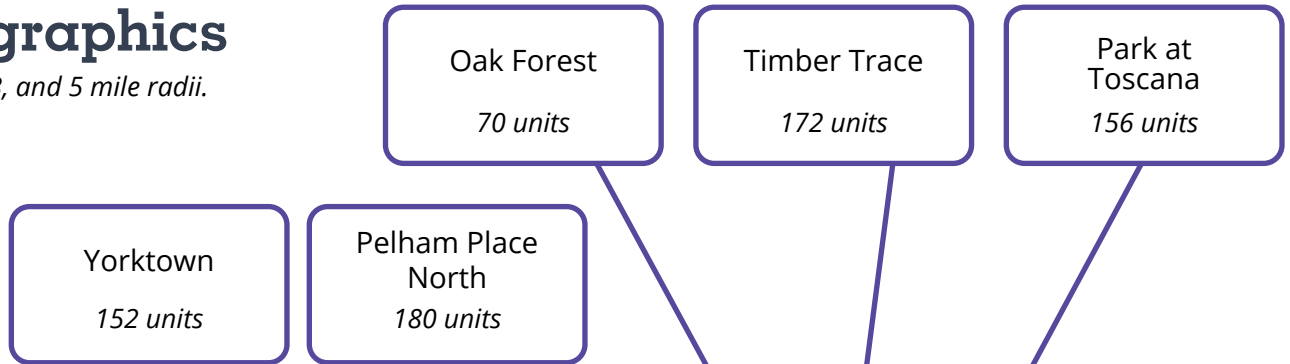 graphics
, and 5 mile radii.
Oak Forest
70 units
Timber Trace
172 units
Park at
Toscana
156 units
Yorktown
152 units
Pelham Place
North
180 units